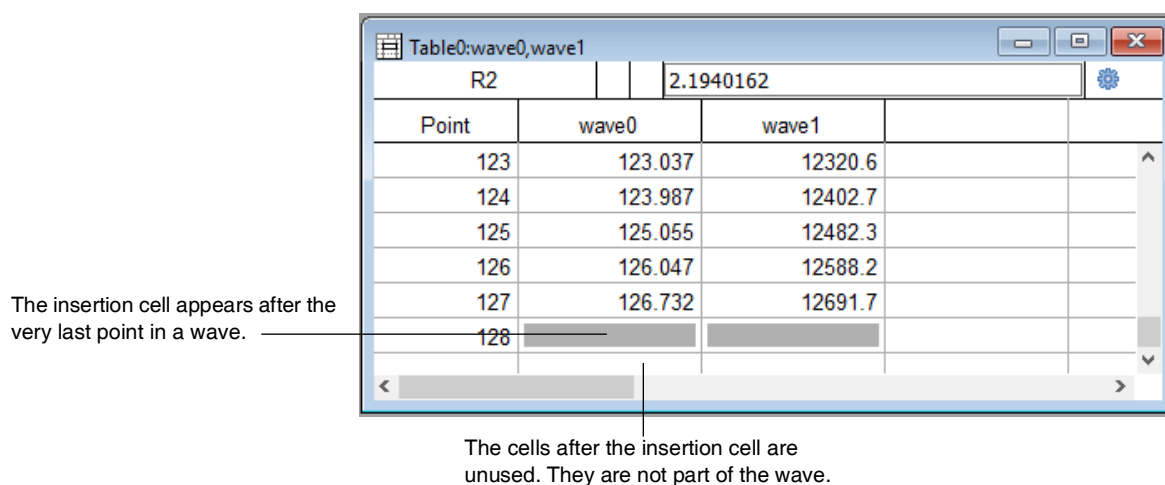 Table0:wave0,wave1
R2 2.1940162
Point wave0 wave1
123 123.037 12320.6
124 123.987 12402.7
125 125.055 12482.3
126 126.047 12588.2
127 126.732 12691.7
128
The insertion cell appears after the
very last point in a wave.
The cells after the insertion cell are
unused. They are not part of the wave.